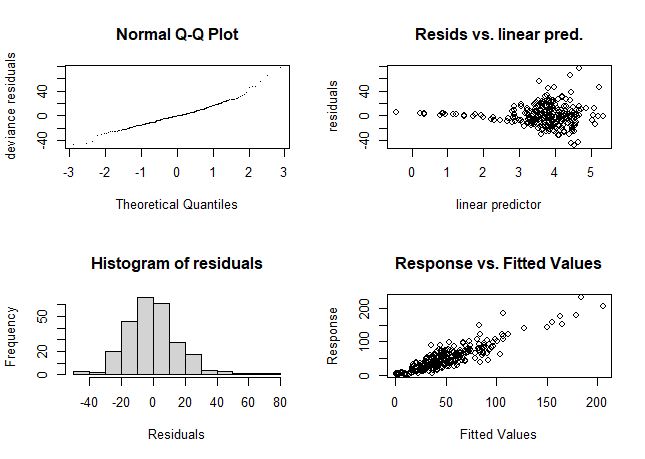 Normal Q-Q Plot
deviance residuals
-40 0 40
-3 -2 -1 0 1 2 3
Theoretical Quantiles
Resids vs. linear pred.
residuals
-40 0 40
0 1 2 3 4 5
linear predictor
Histogram of residuals
Frequency
0 20 50
-40 -20 0 20 40 60 80
Residuals
Response vs. Fitted Values
Response
0 100 200
0 50 100 150 200
Fitted Values